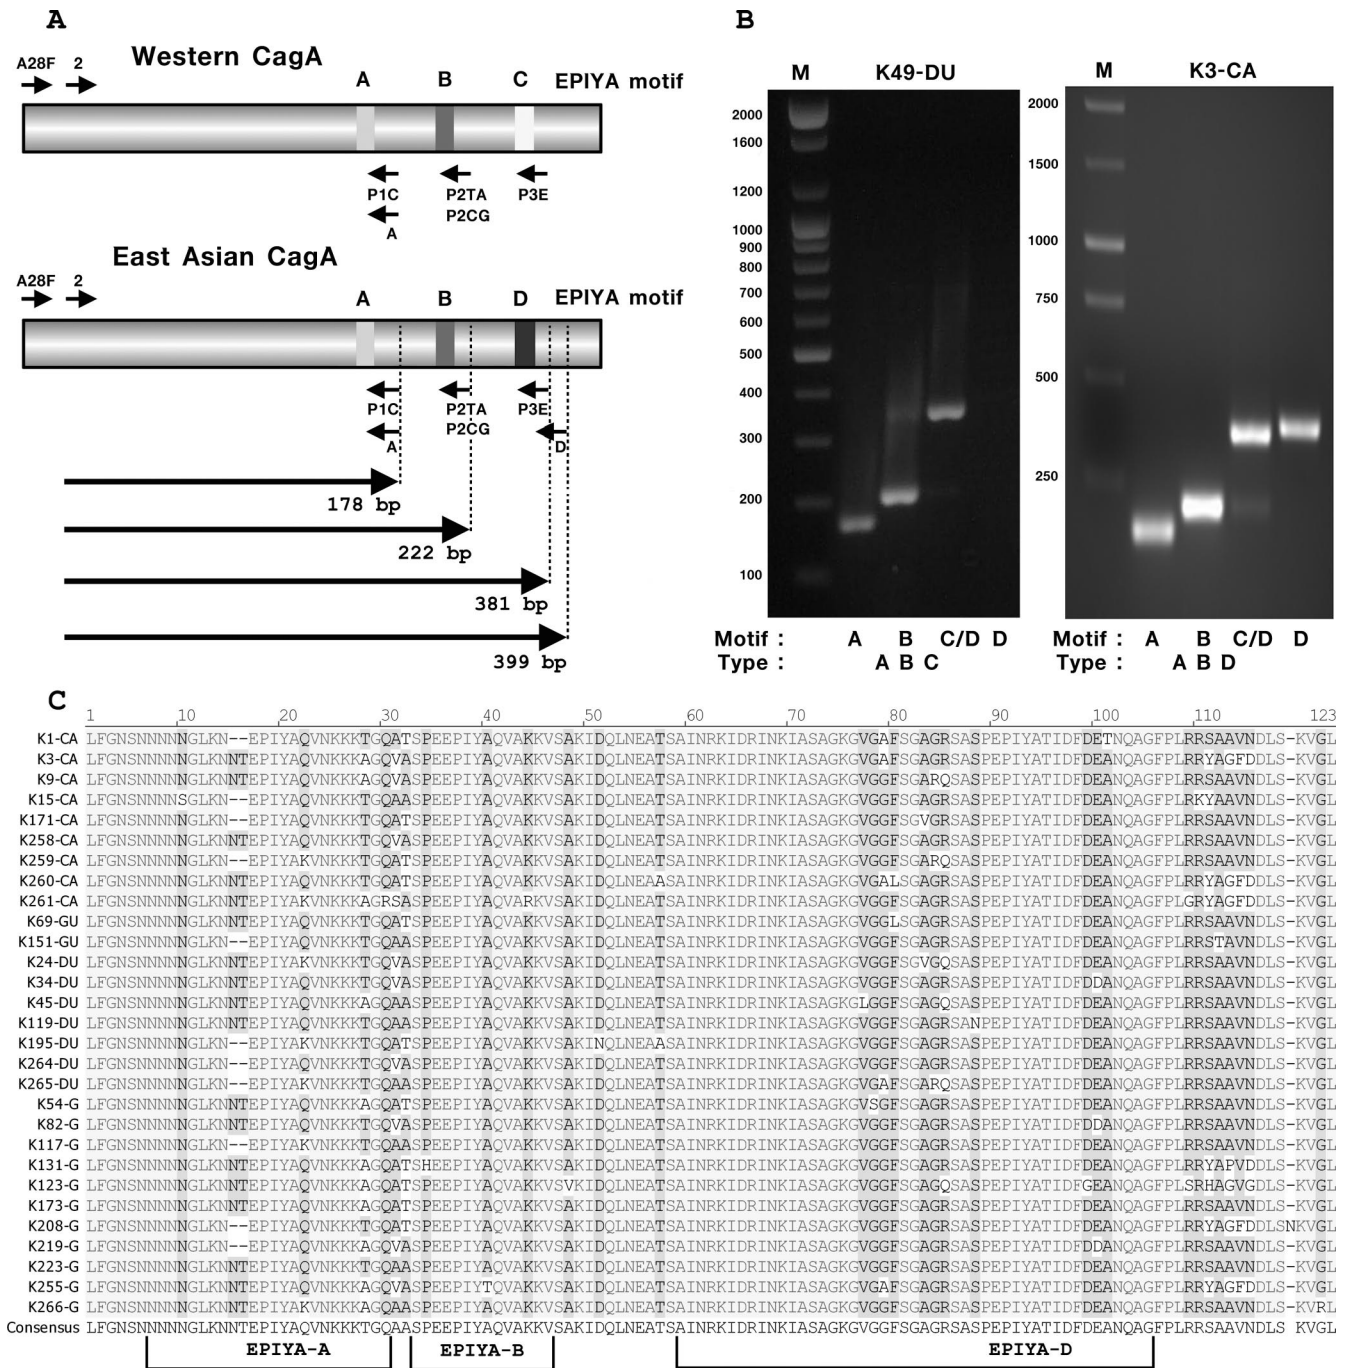 A
Western CagA
A28F 2
A B C EPIYA motif
P1C P2TA P3E
P2CG
A
East Asian CagA
A28F 2
A B D EPIYA motif
P1C P2TA P3E
P2CG
A D
178 bp
222 bp
381 bp
399 bp
B
M K49-DU
2000
1600
1200
1000
900
800
700
600
500
400
300
200
100
Motif : A B C/D D
Type : A B C
M K3-CA
2000
1500
1000
750
500
250
Motif : A B C/D D
Type : A B D
C
1 10 20 30 40 50 60 70 80 90 100 110 123
K1-CA LFGNSNNNNNGLKN--EPIYAQVNKKKTGQATSPEEPIYAQVAKKVSAKIDQLNEATSAINRKIDRINKIASAGKGVGAFSGAGRSASPEPIYATIDFDETNQAGFPLRRSAAVNDLS-KVGL
K3-CA LFGNSNNNNNGLKNNTEPIYAQVNKKKAGQVASPEEPIYAQVAKKVSAKIDQLNEATSAINRKIDRINKIASAGKGVGAFSGAGRSASPEPIYATIDFDEANQAGFPLRRYAGFDDLS-KVGL
K9-CA LFGNSNNNNNGLKNNTEPIYAQVNKKKAGQVASPEEPIYAQVAKKVSAKIDQLNEATSAINRKIDRINKIASAGKGVGGFSGARQSASPEPIYATIDFDEANQAGFPLRRSAAVNDLS-KVGL
K15-CA LFGNSNNNNSGLKN--EPIYAQVNKKKTGQAASPEEPIYAQVAKKVSAKIDQLNEATSAINRKIDRINKIASAGKGVGGFSGAGRSASPEPIYATIDFDEANQAGFPLRKYAAVNDLS-KVGL
K171-CA LFGNSNNNNNGLKN--EPIYAQVNKKKTGQATSPEEPIYAQVAKKVSAKIDQLNEATSAINRKIDRINKIASAGKGVGGFSGVGRSASPEPIYATIDFDEANQAGFPLRRSAAVNDLS-KVGL
K258-CA LFGNSNNNNNGLKNNTEPIYAQVNKKKTGQVASPEEPIYAQVAKKVSAKIDQLNEATSAINRKIDRINKIASAGKGVGGFSGAGRSASPEPIYATIDFDEANQAGFPLRRSAAVNDLS-KVGL
K259-CA LFGNSNNNNNGLKN--EPIYAKVNKKKTGQATSPEEPIYAQVAKKVSAKIDQLNEATSAINRKIDRINKIASAGKGVGGFSGARQSASPEPIYATIDFDEANQAGFPLRRSAAVNDLS-KVGL
K260-CA LFGNSNNNNNGLKNNTEPIYAQVNKKKTGQATSPEEPIYAQVAKKVSAKIDQLNEAASAINRKIDRINKIASAGKGVGALSGAGRSASPEPIYATIDFDEANQAGFPLRRYAGFDDLS-KVGL
K261-CA LFGNSNNNNNGLKNNTEPIYAKVNKKKAGRSASPEEPIYAQVARKVSAKIDQLNEATSAINRKIDRINKIASAGKGVGGFSGAGRSASPEPIYATIDFDEANQAGFPLGRYAGFDDLS-KVGL
K69-GU LFGNSNNNNNGLKNNTEPIYAQVNKKKTGQATSPEEPIYAQVAKKVSAKIDQLNEATSAINRKIDRINKIASAGKGVGGLSGAGRSASPEPIYATIDFDEANQAGFPLRRSAAVNDLS-KVGL
K151-GU LFGNSNNNNNGLKN--EPIYAQVNKKKTGQAASPEEPIYAQVAKKVSAKIDQLNEATSAINRKIDRINKIASAGKGVGGFSGAGRSASPEPIYATIDFDEANQAGFPLRRSTAVNDLS-KVGL
K24-DU LFGNSNNNNNGLKNNTEPIYAKVNKKKTGQVASPEEPIYAQVAKKVSAKIDQLNEATSAINRKIDRINKIASAGKGVGGFSGVGQSASPEPIYATIDFDEANQAGFPLRRSAAVNDLS-KVGL
K34-DU LFGNSNNNNNGLKNNTEPIYAQVNKKKTGQVASPEEPIYAQVAKKVSAKIDQLNEATSAINRKIDRINKIASAGKGVGGFSGAGRSASPEPIYATIDFDDANQAGFPLRRSAAVNDLS-KVGL
K45-DU LFGNSNNNNNGLKN--EPIYAQVNKKKAGQAASPEEPIYAQVAKKVSAKIDQLNEATSAINRKIDRINKIASAGKGLGGFSGAGQSASPEPIYATIDFDEANQAGFPLRRSAAVNDLS-KVGL
K119-DU LFGNSNNNNNGLKNNTEPIYAQVNKKKTGQAASPEEPIYAQVAKKVSAKIDQLNEATSAINRKIDRINKIASAGKGVGGFSGAGRSANPEPIYATIDFDEANQAGFPLRRSAAVNDLS-KVGL
K195-DU LFGNSNNNNNGLKN--EPIYAKVNKKKTGQATSPEEPIYAQVAKKVSAKINQLNEAASAINRKIDRINKIASAGKGVGGFSGAGRSASPEPIYATIDFDEANQAGFPLRRSAAVNDLS-KVGL
K264-DU LFGNSNNNNNGLKN--EPIYAQVNKKKTGQVASPEEPIYAQVAKKVSAKIDQLNEATSAINRKIDRINKIASAGKGVGGFSGAGRSASPEPIYATIDFDEANQAGFPLRRSAAVNDLS-KVGL
K265-DU LFGNSNNNNNGLKN--EPIYAKVNKKKTGQAASPEEPIYAQVAKKVSAKIDQLNEATSAINRKIDRINKIASAGKGVGAFSGARQSASPEPIYATIDFDEANQAGFPLRRSAAVNDLS-KVGL
K54-G LFGNSNNNNNGLKNNTEPIYAQVNKKKAGQATSPEEPIYAQVAKKVSAKIDQLNEATSAINRKIDRINKIASAGKGVSGFSGAGRSASPEPIYATIDFDEANQAGFPLRRSAAVNDLS-KVGL
K82-G LFGNSNNNNNGLKNNTEPIYAQVNKKKTGQVASPEEPIYAQVAKKVSAKIDQLNEATSAINRKIDRINKIASAGKGVGGFSGAGRSASPEPIYATIDFDDANQAGFPLRRSAAVNDLS-KVGL
K117-G LFGNSNNNNNGLKN--EPIYAKVNKKKTGQAASPEEPIYAQVAKKVSAKIDQLNEATSAINRKIDRINKIASAGKGVGGFSGAGRSASPEPIYATIDFDEANQAGFPLRRSAAVNDLS-KVGL
K131-G LFGNSNNNNNGLKNNTEPIYAQVNKKKAGQATSHEEPIYAQVAKKVSAKIDQLNEATSAINRKIDRINKIASAGKGVGGFSGAGRSASPEPIYATIDFDEANQAGFPLRRYAPVDDLS-KVGL
K123-G LFGNSNNNNNGLKNNTEPIYAQVNKKKAGQATSPEEPIYAQVAKKVSVKIDQLNEATSAINRKIDRINKIASAGKGVGGFSGAGQSASPEPIYATIDFGEANQAGFPLSRHAGVGDLS-KVGL
K173-G LFGNSNNNNNGLKNNTEPIYAQVNKKKAGQATSPEEPIYAQVAKKVSAKIDQLNEATSAINRKIDRINKIASAGKGVGGFSGAGRSASPEPIYATIDFDEANQAGFPLRRSAAVNDLS-KVGL
K208-G LFGNSNNNNNGLKN--EPIYAQVNKKKTGQATSPEEPIYAQVAKKVSAKIDQLNEATSAINRKIDRINKIASAGKGVGGFSGAGRSASPEPIYATIDFDEANQAGFPLRRYAGFDDLSNKVGL
K219-G LFGNSNNNNNGLKN--EPIYAQVNKKKAGQVASPEEPIYAQVAKKVSAKIDQLNEATSAINRKIDRINKIASAGKGVGGFSGAGRSASPEPIYATIDFDDANQAGFPLRRSAAVNDLS-KVGL
K223-G LFGNSNNNNNGLKNNTEPIYAQVNKKKTGQATSPEEPIYAQVAKKVSAKIDQLNEATSAINRKIDRINKIASAGKGVGGFSGAGRSASPEPIYATIDFDEANQAGFPLRRSAAVNDLS-KVGL
K255-G LFGNSNNNNNGLKNNTEPIYAQVNKKKAGQVASPEEPIYTQVAKKVSAKIDQLNEATSAINRKIDRINKIASAGKGVGAFSGAGRSASPEPIYATIDFDEANQAGFPLRRYAGFDDLS-KVGL
K266-G LFGNSNNNNNGLKNNTEPIYAKVNKKKAGQAASPEEPIYAQVAKKVSAKIDQLNEATSAINRKIDRINKIASAGKGVGGFSGAGRSASPEPIYATIDFDEANQAGFPLRRSAAVNDLS-KVRL
Consensus LFGNSNNNNNGLKNNTEPIYAQVNKKKTGQATSPEEPIYAQVAKKVSAKIDQLNEATSAINRKIDRINKIASAGKGVGGFSGAGRSASPEPIYATIDFDEANQAGFPLRRSAAVNDLS KVGL
EPIYA-A EPIYA-B EPIYA-D